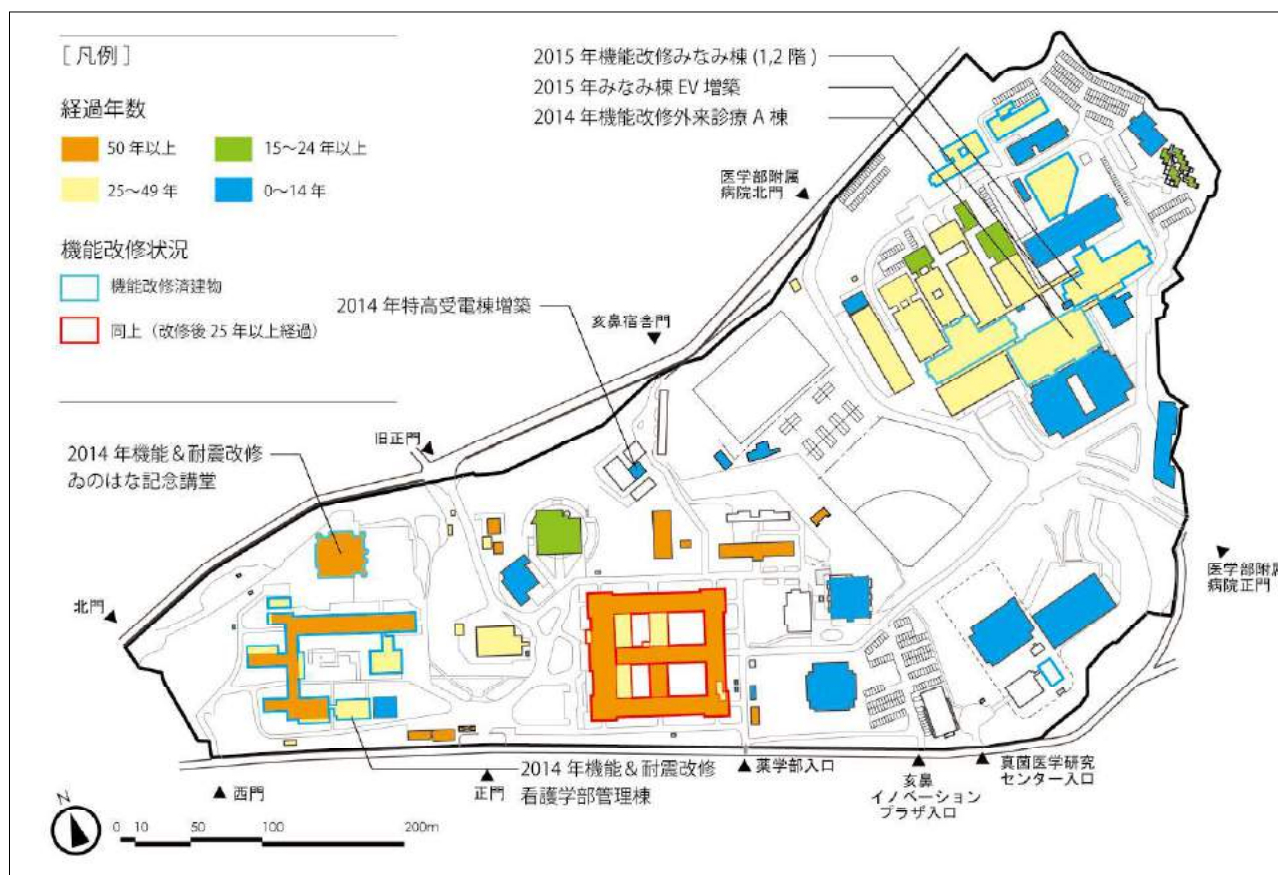 [ 凡例 ]
経過年数
50 年以上
15～24 年以上
25～49 年
0～14 年
機能改修状況
機能改修済建物
同上（改修後 25 年以上経過）
2015 年機能改修みなみ棟 (1,2 階 )
2015 年みなみ棟 EV 増築
2014 年機能改修外来診療 A 棟
医学部附属
病院北門
2014 年特高受電棟増築
亥鼻宿舎門
旧正門
2014 年機能＆耐震改修
ゐのはな記念講堂
北門
医学部附属
病院正門
西門
正門
2014 年機能＆耐震改修
看護学部管理棟
薬学部入口
亥鼻
イノベーション
プラザ入口
真菌医学研究
センター入口
N
0 10 50 100 200m